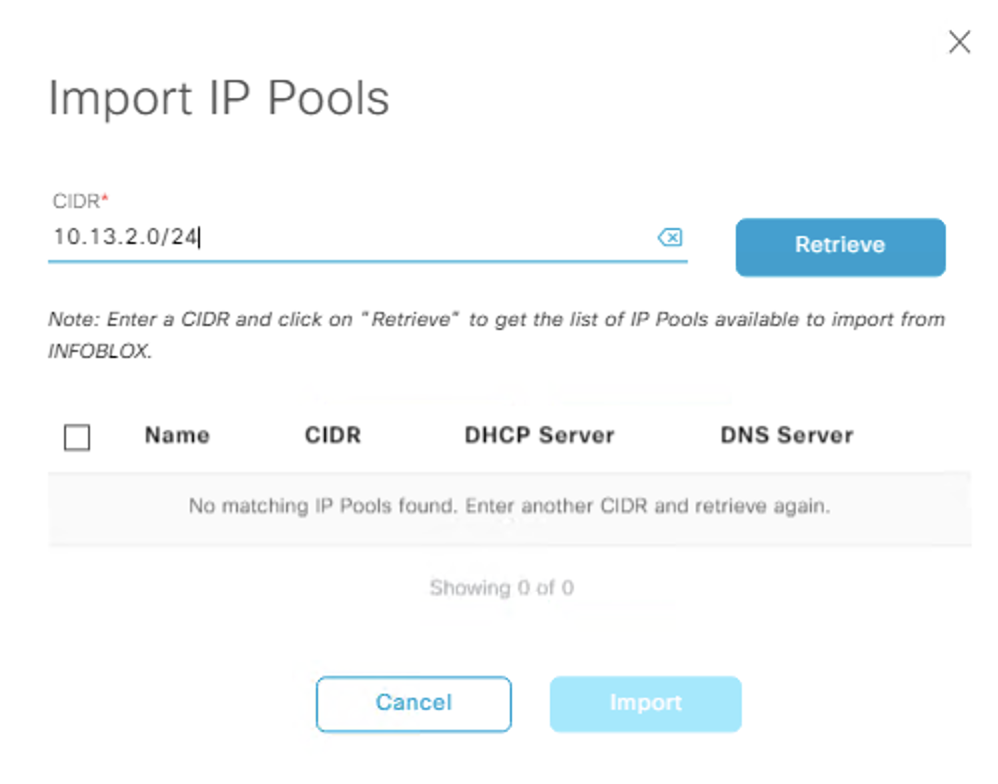 Import IP Pools
CIDR*
10.13.2.0/24
Retrieve
Note: Enter a CIDR and click on "Retrieve" to get the list of IP Pools available to import from
INFOBLOX.
Name CIDR DHCP Server DNS Server
No matching IP Pools found. Enter another CIDR and retrieve again.
Showing 0 of 0
Cancel Import